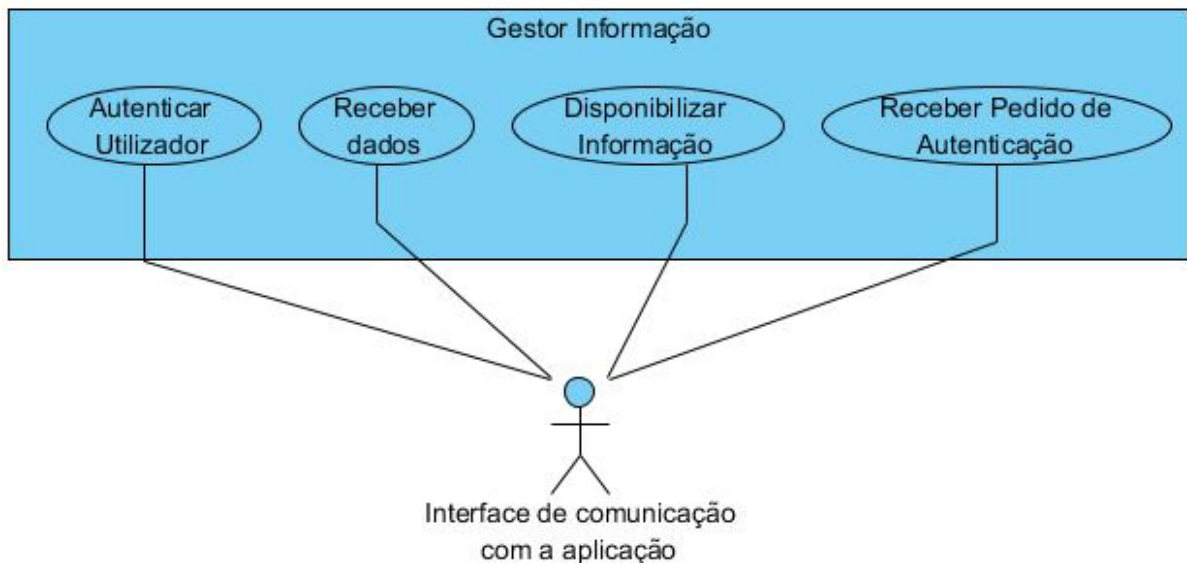 Gestor Informação
Autenticar
Utilizador
Receber
dados
Disponibilizar
Informação
Receber Pedido de
Autenticação
Interface de comunicação
com a aplicação